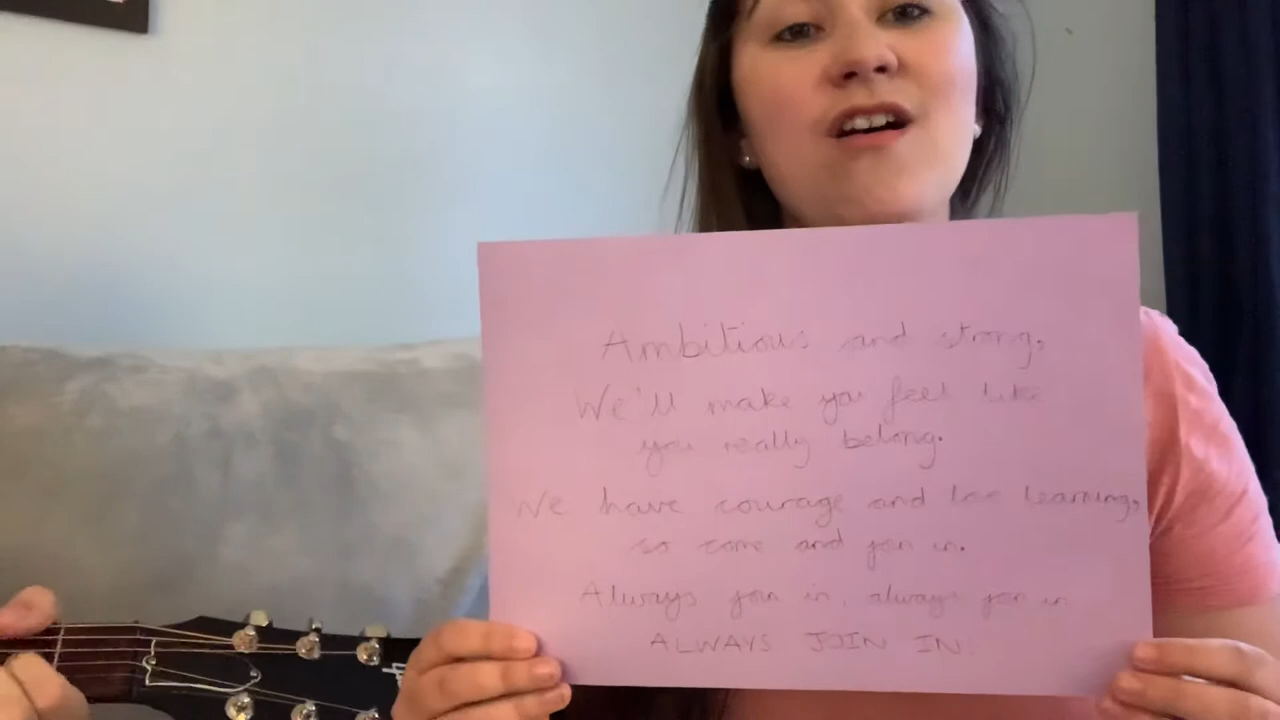 Ambitious and strong,
We'll make you feel like
you really belong.
We have courage and love learning,
so come and join in.
Always join in, always join in
ALWAYS JOIN IN!